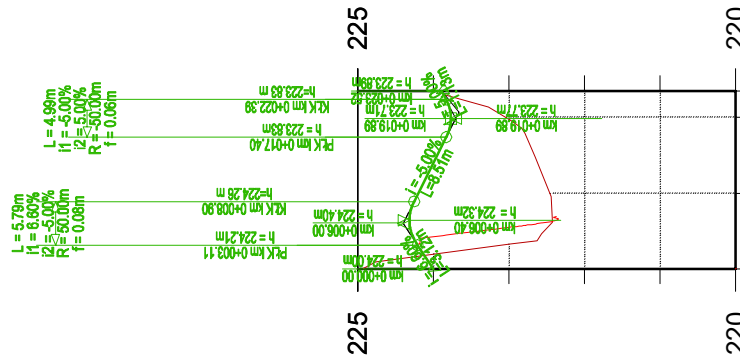 225
220
L = 4.99m
i1 = -5.00%
i2 = 5.00%
R = -50.00m
f = 0.06m
h=223.83 m
KŁK km 0+022.39
h = 223.83m
PŁK km 0+017.40
h = 223.71m
km 0+019.89
h = 223.77m
km 0+019.89
i = -5.00%
L=8.51m
L = 5.79m
i1 = 6.60%
i2 = -5.00%
R = 50.00m
f = 0.08m
h =224.26 m
KŁK km 0+008.90
h = 224.40m
km 0+006.00
h = 224.32m
km 0+006.40
h = 224.21m
PŁK km 0+003.11
h = 224.00m
km 0+000.00
225
220